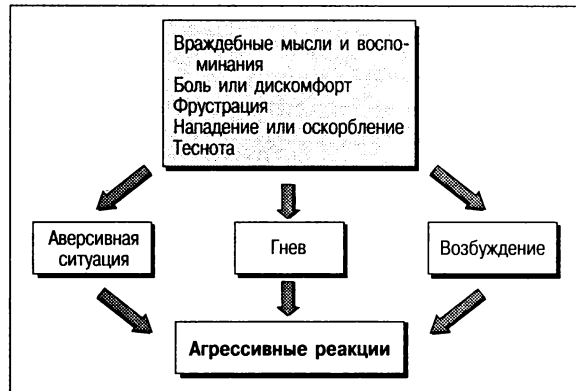 Враждебные мысли и воспо-
минания
Боль или дискомфорт
Фрустрация
Нападение или оскорбление
Теснота
Аверсивная
ситуация
Гнев
Возбуждение
Агрессивные реакции